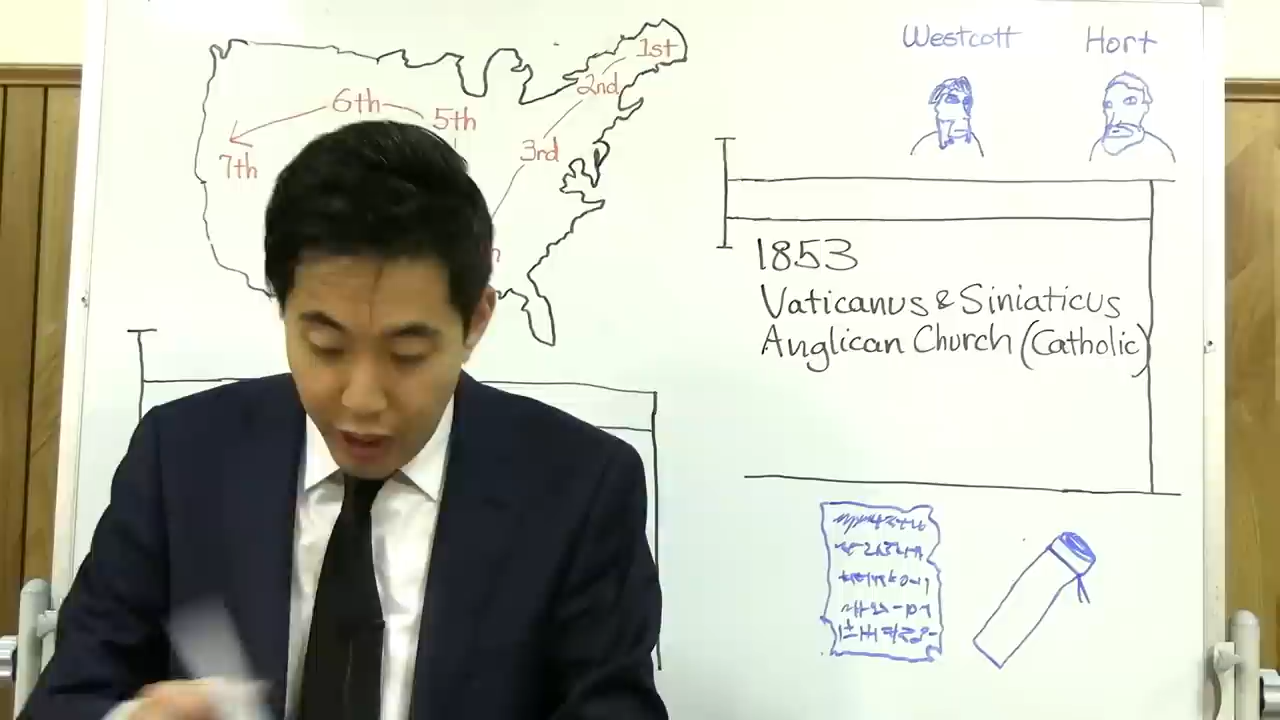 1st
2nd
3rd
5th
6th
7th
Westcott Hort
1853
Vaticanus & Siniaticus
Anglican Church (Catholic)